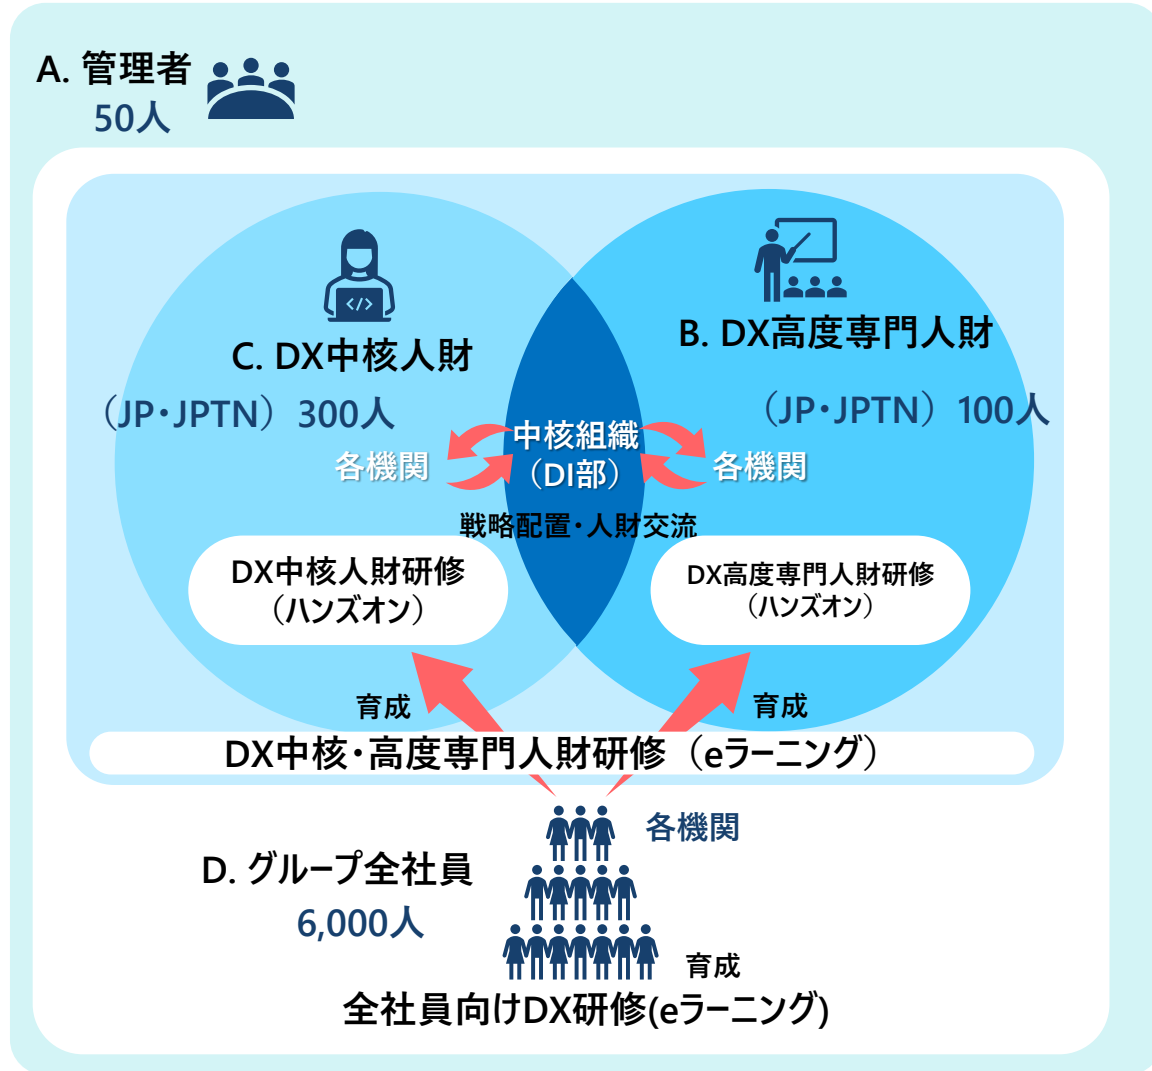 A. 管理者
50人
C. DX中核人財
（JP・JPTN）300人
B. DX高度専門人財
（JP・JPTN）100人
各機関
中核組織
（DI部）
各機関
戦略配置・人財交流
DX中核人財研修
（ハンズオン）
DX高度専門人財研修
（ハンズオン）
育成
育成
DX中核・高度専門人財研修（eラーニング）
各機関
D. グループ全社員
6,000人
育成
全社員向けDX研修(eラーニング)